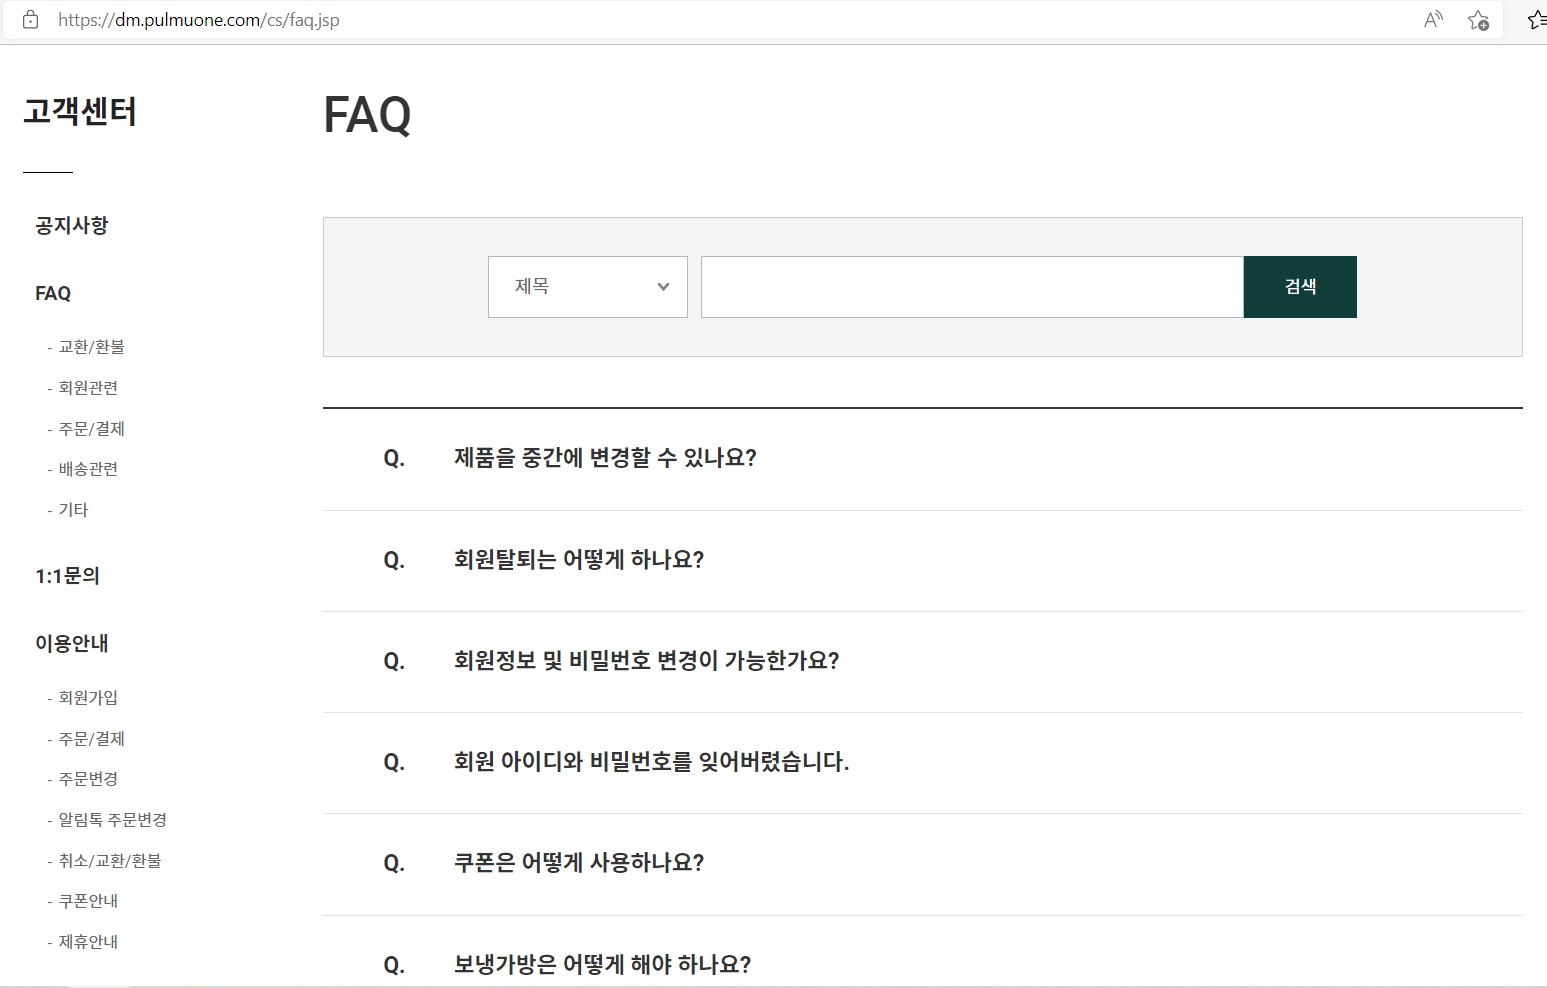 https://dm.pulmuone.com/cs/faq.jsp
고객센터
공지사항
FAQ
- 교환/환불
- 회원관련
- 주문/결제
- 배송관련
- 기타
1:1문의
이용안내
- 회원가입
- 주문/결제
- 주문변경
- 알림톡 주문변경
- 취소/교환/환불
- 쿠폰안내
- 제휴안내
FAQ
제목 검색
Q. 제품을 중간에 변경할 수 있나요?
Q. 회원탈퇴는 어떻게 하나요?
Q. 회원정보 및 비밀번호 변경이 가능한가요?
Q. 회원 아이디와 비밀번호를 잊어버렸습니다.
Q. 쿠폰은 어떻게 사용하나요?
Q. 보냉가방은 어떻게 해야 하나요?